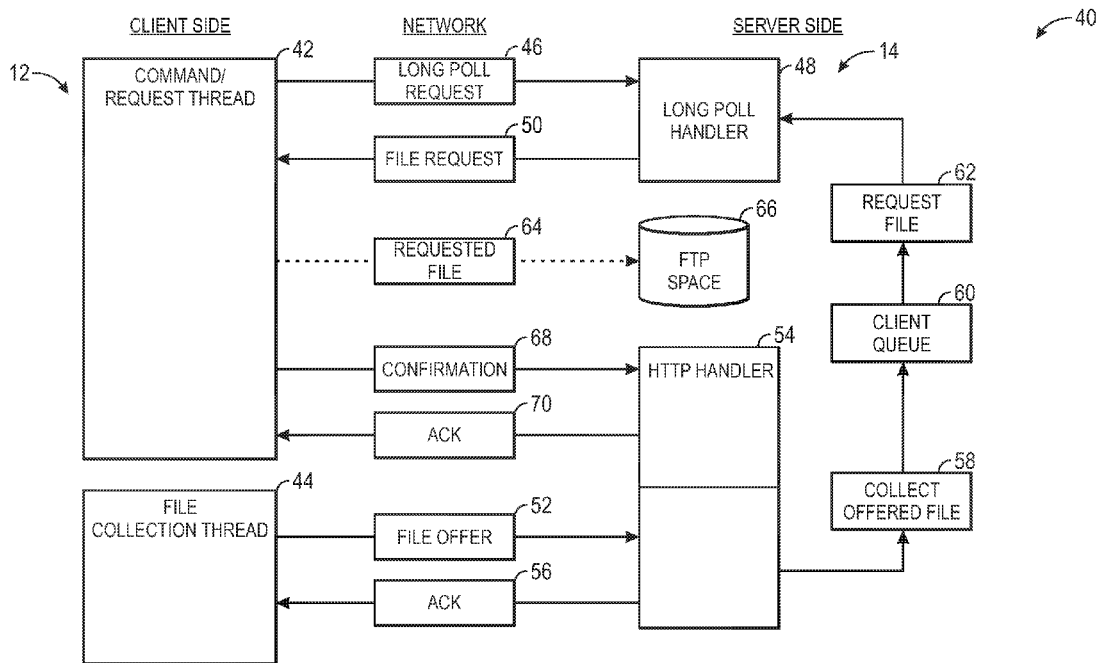 CLIENT SIDE
NETWORK
SERVER SIDE
40
12
42
COMMAND/
REQUEST THREAD
46
LONG POLL
REQUEST
48
14
LONG POLL
HANDLER
50
FILE REQUEST
62
REQUEST
FILE
64
REQUESTED
FILE
66
FTP
SPACE
60
CLIENT
QUEUE
68
CONFIRMATION
54
HTTP HANDLER
70
ACK
58
COLLECT
OFFERED FILE
44
FILE
COLLECTION THREAD
52
FILE OFFER
56
ACK